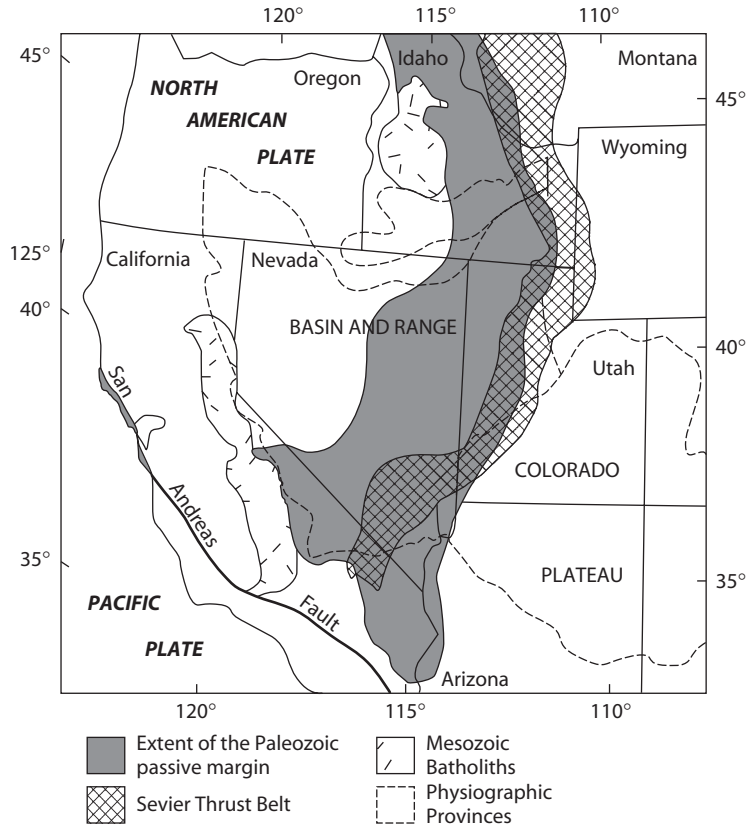 120° 115° 110°
45°
Idaho
Montana
Oregon
NORTH
AMERICAN
PLATE
45°
Wyoming
125°
California
Nevada
40°
BASIN AND RANGE
40°
Utah
San
COLORADO
Andreas
35°
PLATEAU
35°
PACIFIC
Fault
PLATE
Arizona
120° 115° 110°
Extent of the Paleozoic
passive margin
Mesozoic
Batholiths
Sevier Thrust Belt
Physiographic
Provinces